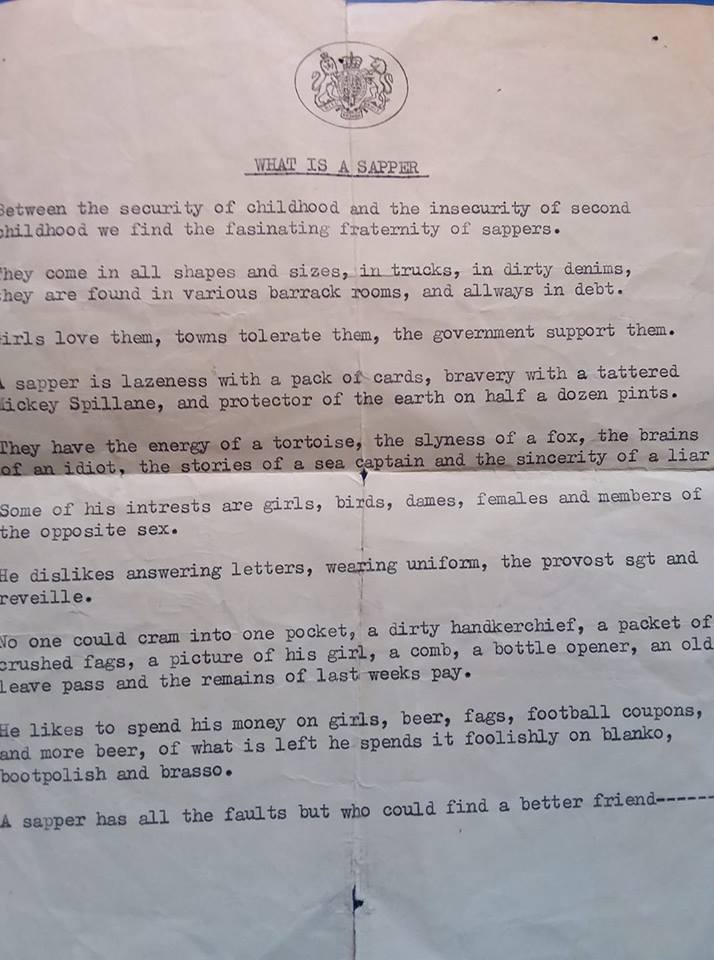 WHAT IS A SAPPER
Between the security of childhood and the insecurity of second
childhood we find the fasinating fraternity of sappers.
They come in all shapes and sizes, in trucks, in dirty denims,
they are found in various barrack rooms, and allways in debt.
Girls love them, towns tolerate them, the government support them.
A sapper is lazeness with a pack of cards, bravery with a tattered
Mickey Spillane, and protector of the earth on half a dozen pints.
They have the energy of a tortoise, the slyness of a fox, the brains
of an idiot, the stories of a sea captain and the sincerity of a liar
Some of his intrests are girls, birds, dames, females and members of
the opposite sex.
He dislikes answering letters, wearing uniform, the provost sgt and
reveille.
No one could cram into one pocket, a dirty handkerchief, a packet of
crushed fags, a picture of his girl, a comb, a bottle opener, an old
leave pass and the remains of last weeks pay.
He likes to spend his money on girls, beer, fags, football coupons,
and more beer, of what is left he spends it foolishly on blanko,
bootpolish and brasso.
A sapper has all the faults but who could find a better friend------